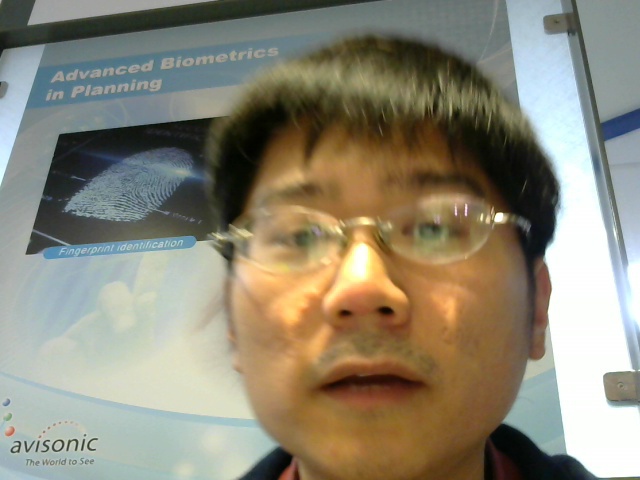 Advanced Biometrics
in Planning
Fingerprint identification
avisonic
The World to See